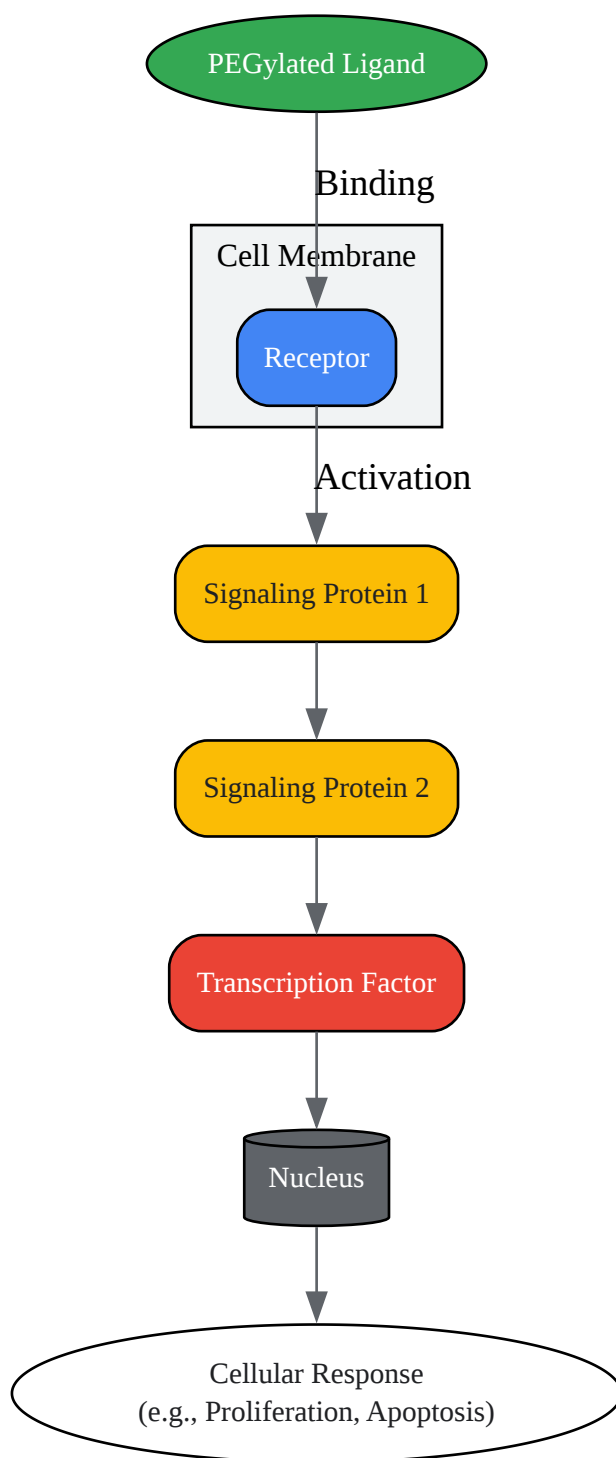 PEGylated Ligand
Binding
Cell Membrane
Receptor
Activation
Signaling Protein 1
Signaling Protein 2
Transcription Factor
Nucleus
Cellular Response
(e.g., Proliferation, Apoptosis)